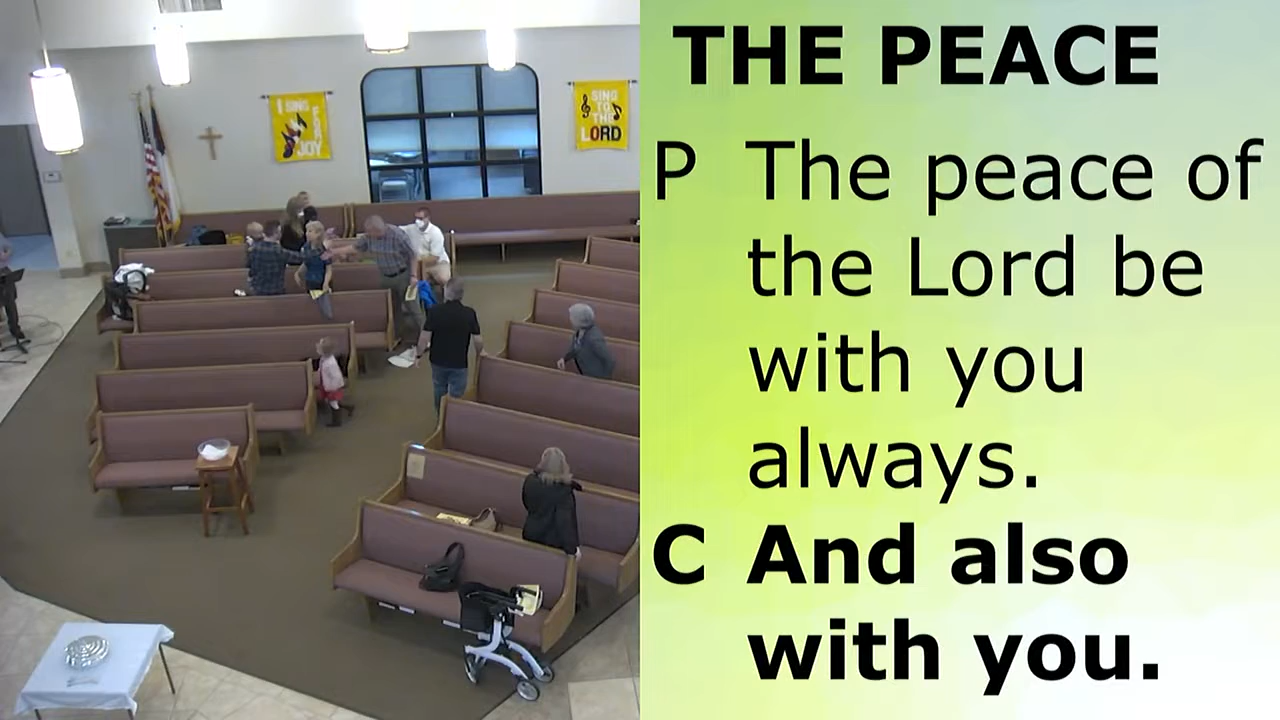 I SING
JOY
SING
TO
THE
LORD
THE PEACE
P The peace of
the Lord be
with you
always.
C And also
with you.